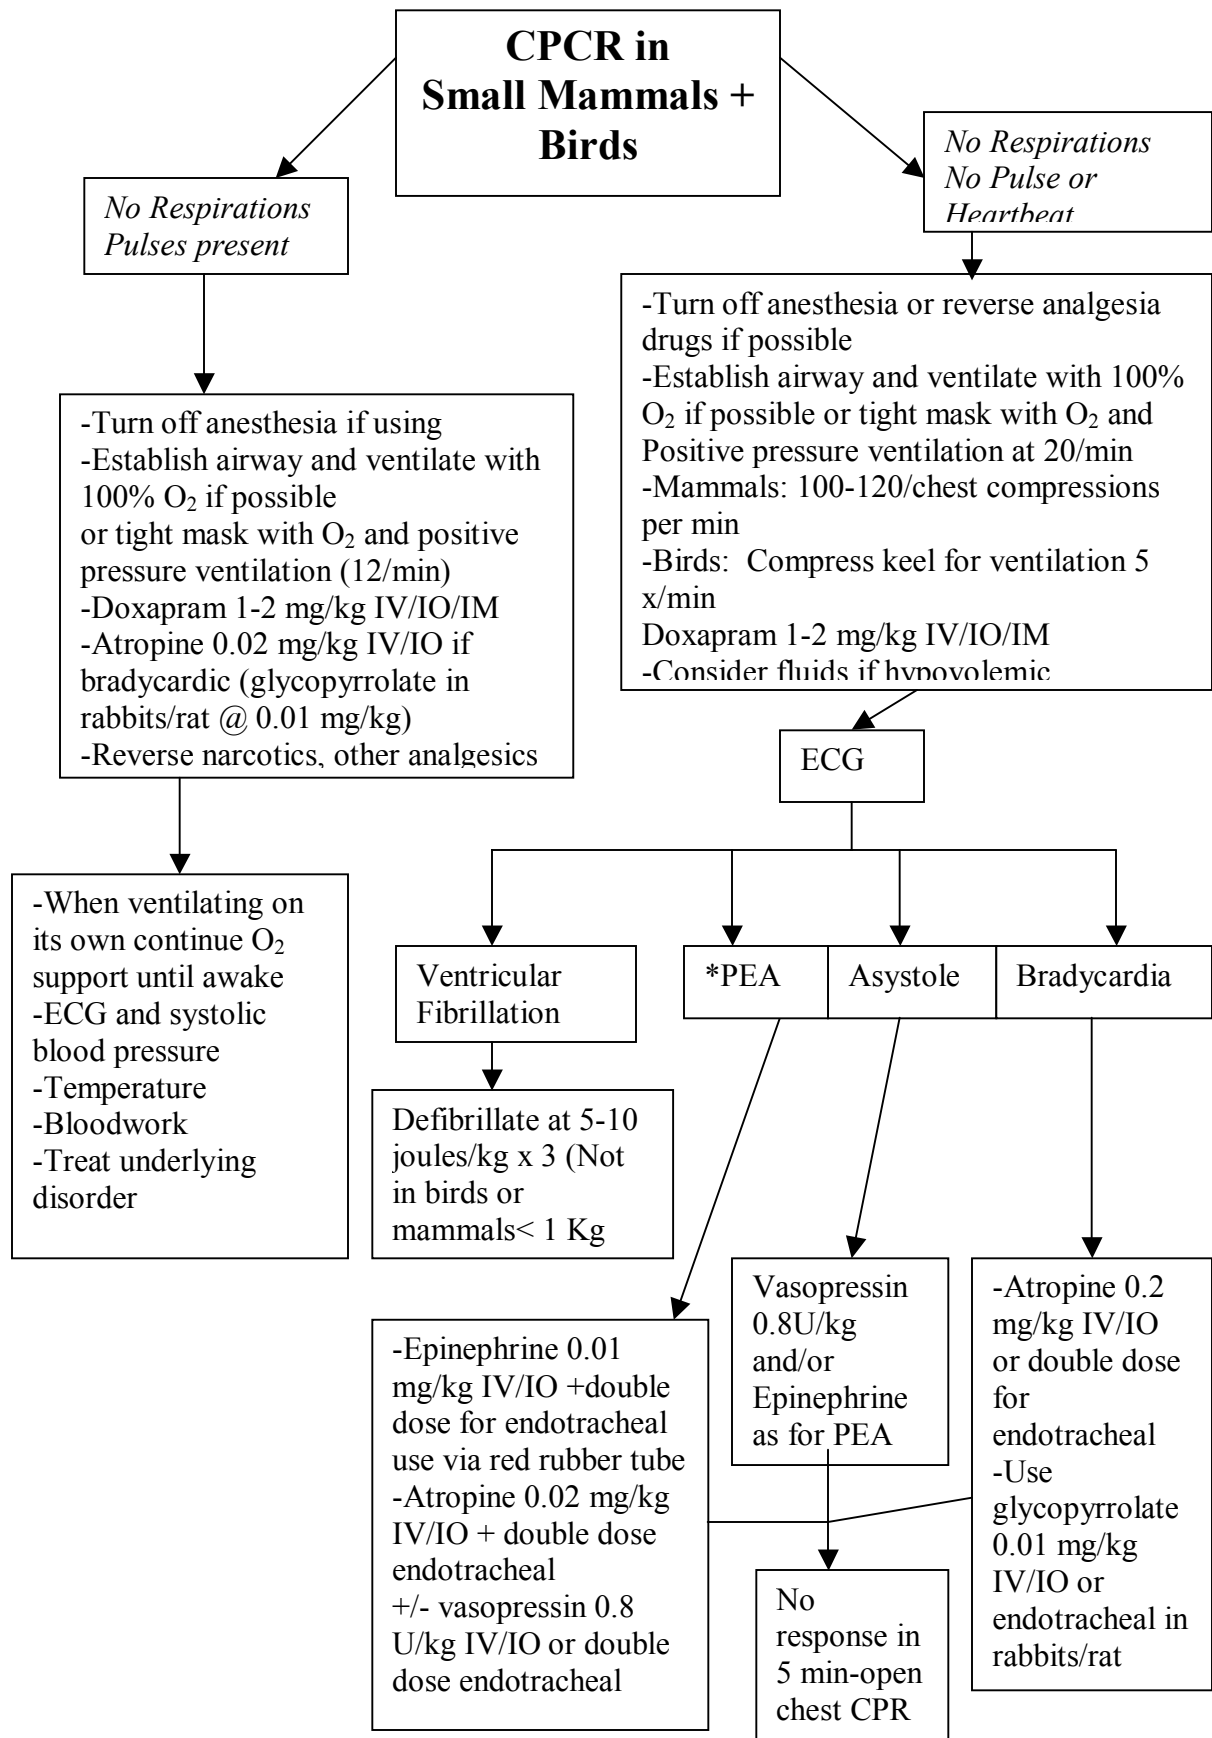 CPCR in
Small Mammals +
Birds
No Respirations
Pulses present
No Respirations
No Pulse or
Heartbeat
-Turn off anesthesia if using
-Establish airway and ventilate with
100% O₂ if possible
or tight mask with O₂ and positive
pressure ventilation (12/min)
-Doxapram 1-2 mg/kg IV/IO/IM
-Atropine 0.02 mg/kg IV/IO if
bradycardic (glycopyrrolate in
rabbits/rat @ 0.01 mg/kg)
-Reverse narcotics, other analgesics
-When ventilating on
its own continue O₂
support until awake
-ECG and systolic
blood pressure
-Temperature
-Bloodwork
-Treat underlying
disorder
-Turn off anesthesia or reverse analgesia
drugs if possible
-Establish airway and ventilate with 100%
O₂ if possible or tight mask with O₂ and
Positive pressure ventilation at 20/min
-Mammals: 100-120/chest compressions
per min
-Birds:  Compress keel for ventilation 5
x/min
Doxapram 1-2 mg/kg IV/IO/IM
-Consider fluids if hypovolemic
ECG
Ventricular
Fibrillation
*PEA
Asystole
Bradycardia
Defibrillate at 5-10
joules/kg x 3 (Not
in birds or
mammals< 1 Kg
-Epinephrine 0.01
mg/kg IV/IO +double
dose for endotracheal
use via red rubber tube
-Atropine 0.02 mg/kg
IV/IO + double dose
endotracheal
+/- vasopressin 0.8
U/kg IV/IO or double
dose endotracheal
Vasopressin
0.8U/kg
and/or
Epinephrine
as for PEA
-Atropine 0.2
mg/kg IV/IO
or double dose
for
endotracheal
-Use
glycopyrrolate
0.01 mg/kg
IV/IO or
endotracheal in
rabbits/rat
No
response in
5 min-open
chest CPR